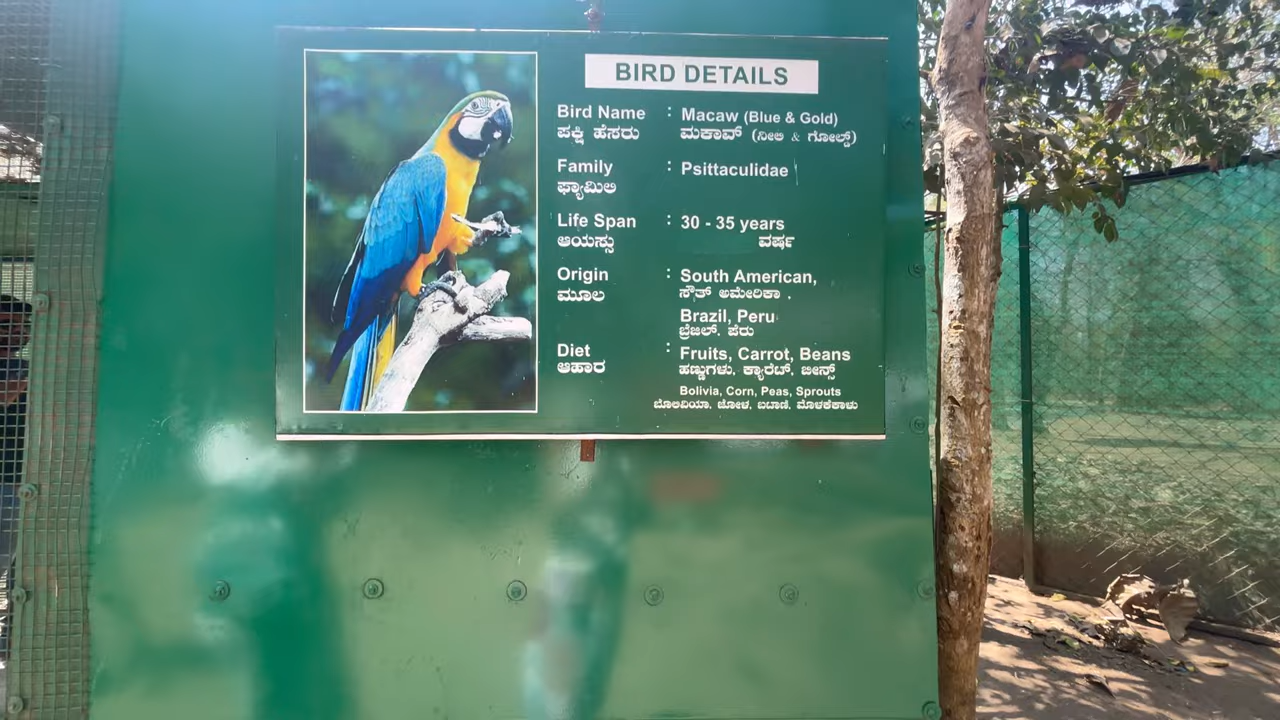 BIRD DETAILS
Bird Name : Macaw (Blue & Gold)
ಪಕ್ಷಿ ಹೆಸರು ಮಕಾವ್ (ನೀಲಿ & ಗೋಲ್ಡ್)
Family : Psittaculidae
ಫ್ಯಾಮಿಲಿ
Life Span : 30 - 35 years
ಆಯಸ್ಸು ವರ್ಷ
Origin : South American,
ಮೂಲ ಸೌತ್ ಅಮೇರಿಕಾ .
Brazil, Peru
ಬ್ರೆಜಿಲ್. ಪೆರು
Diet : Fruits, Carrot, Beans
ಆಹಾರ ಹಣ್ಣುಗಳು. ಕ್ಯಾರೆಟ್. ಬೀನ್ಸ್
Bolivia, Corn, Peas, Sprouts
ಬೊಲಿವಿಯಾ. ಜೋಳ. ಬಟಾಣಿ. ಮೊಳಕೆಕಾಳು